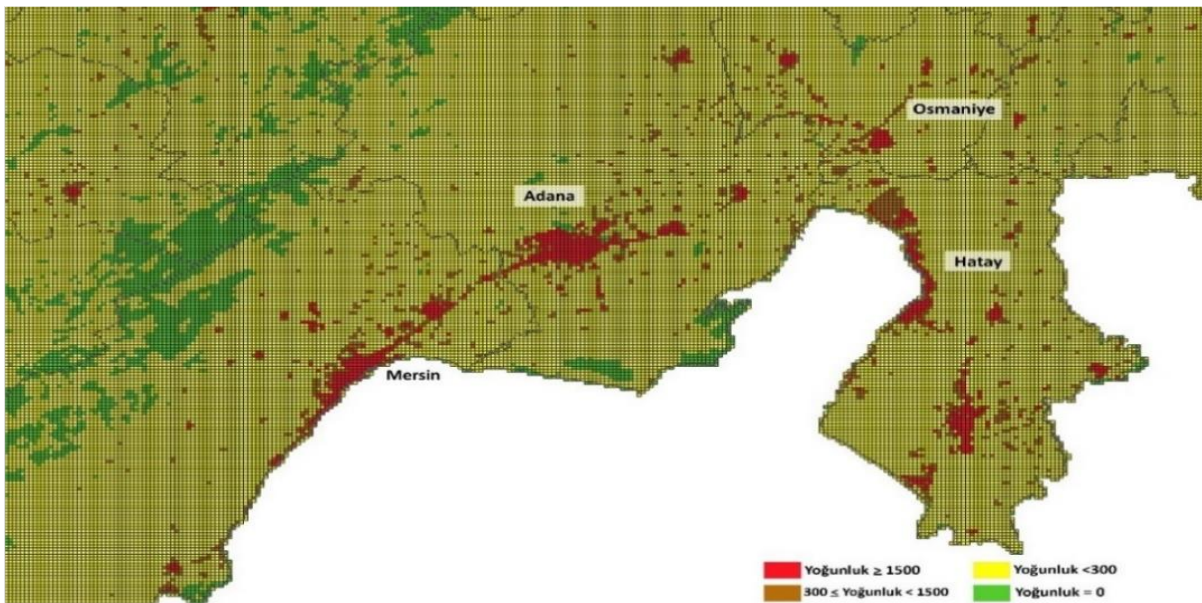 Osmaniye
Adana
Hatay
Mersin
Yoğunluk ≥ 1500
Yoğunluk <300
300 ≤ Yoğunluk < 1500
Yoğunluk = 0